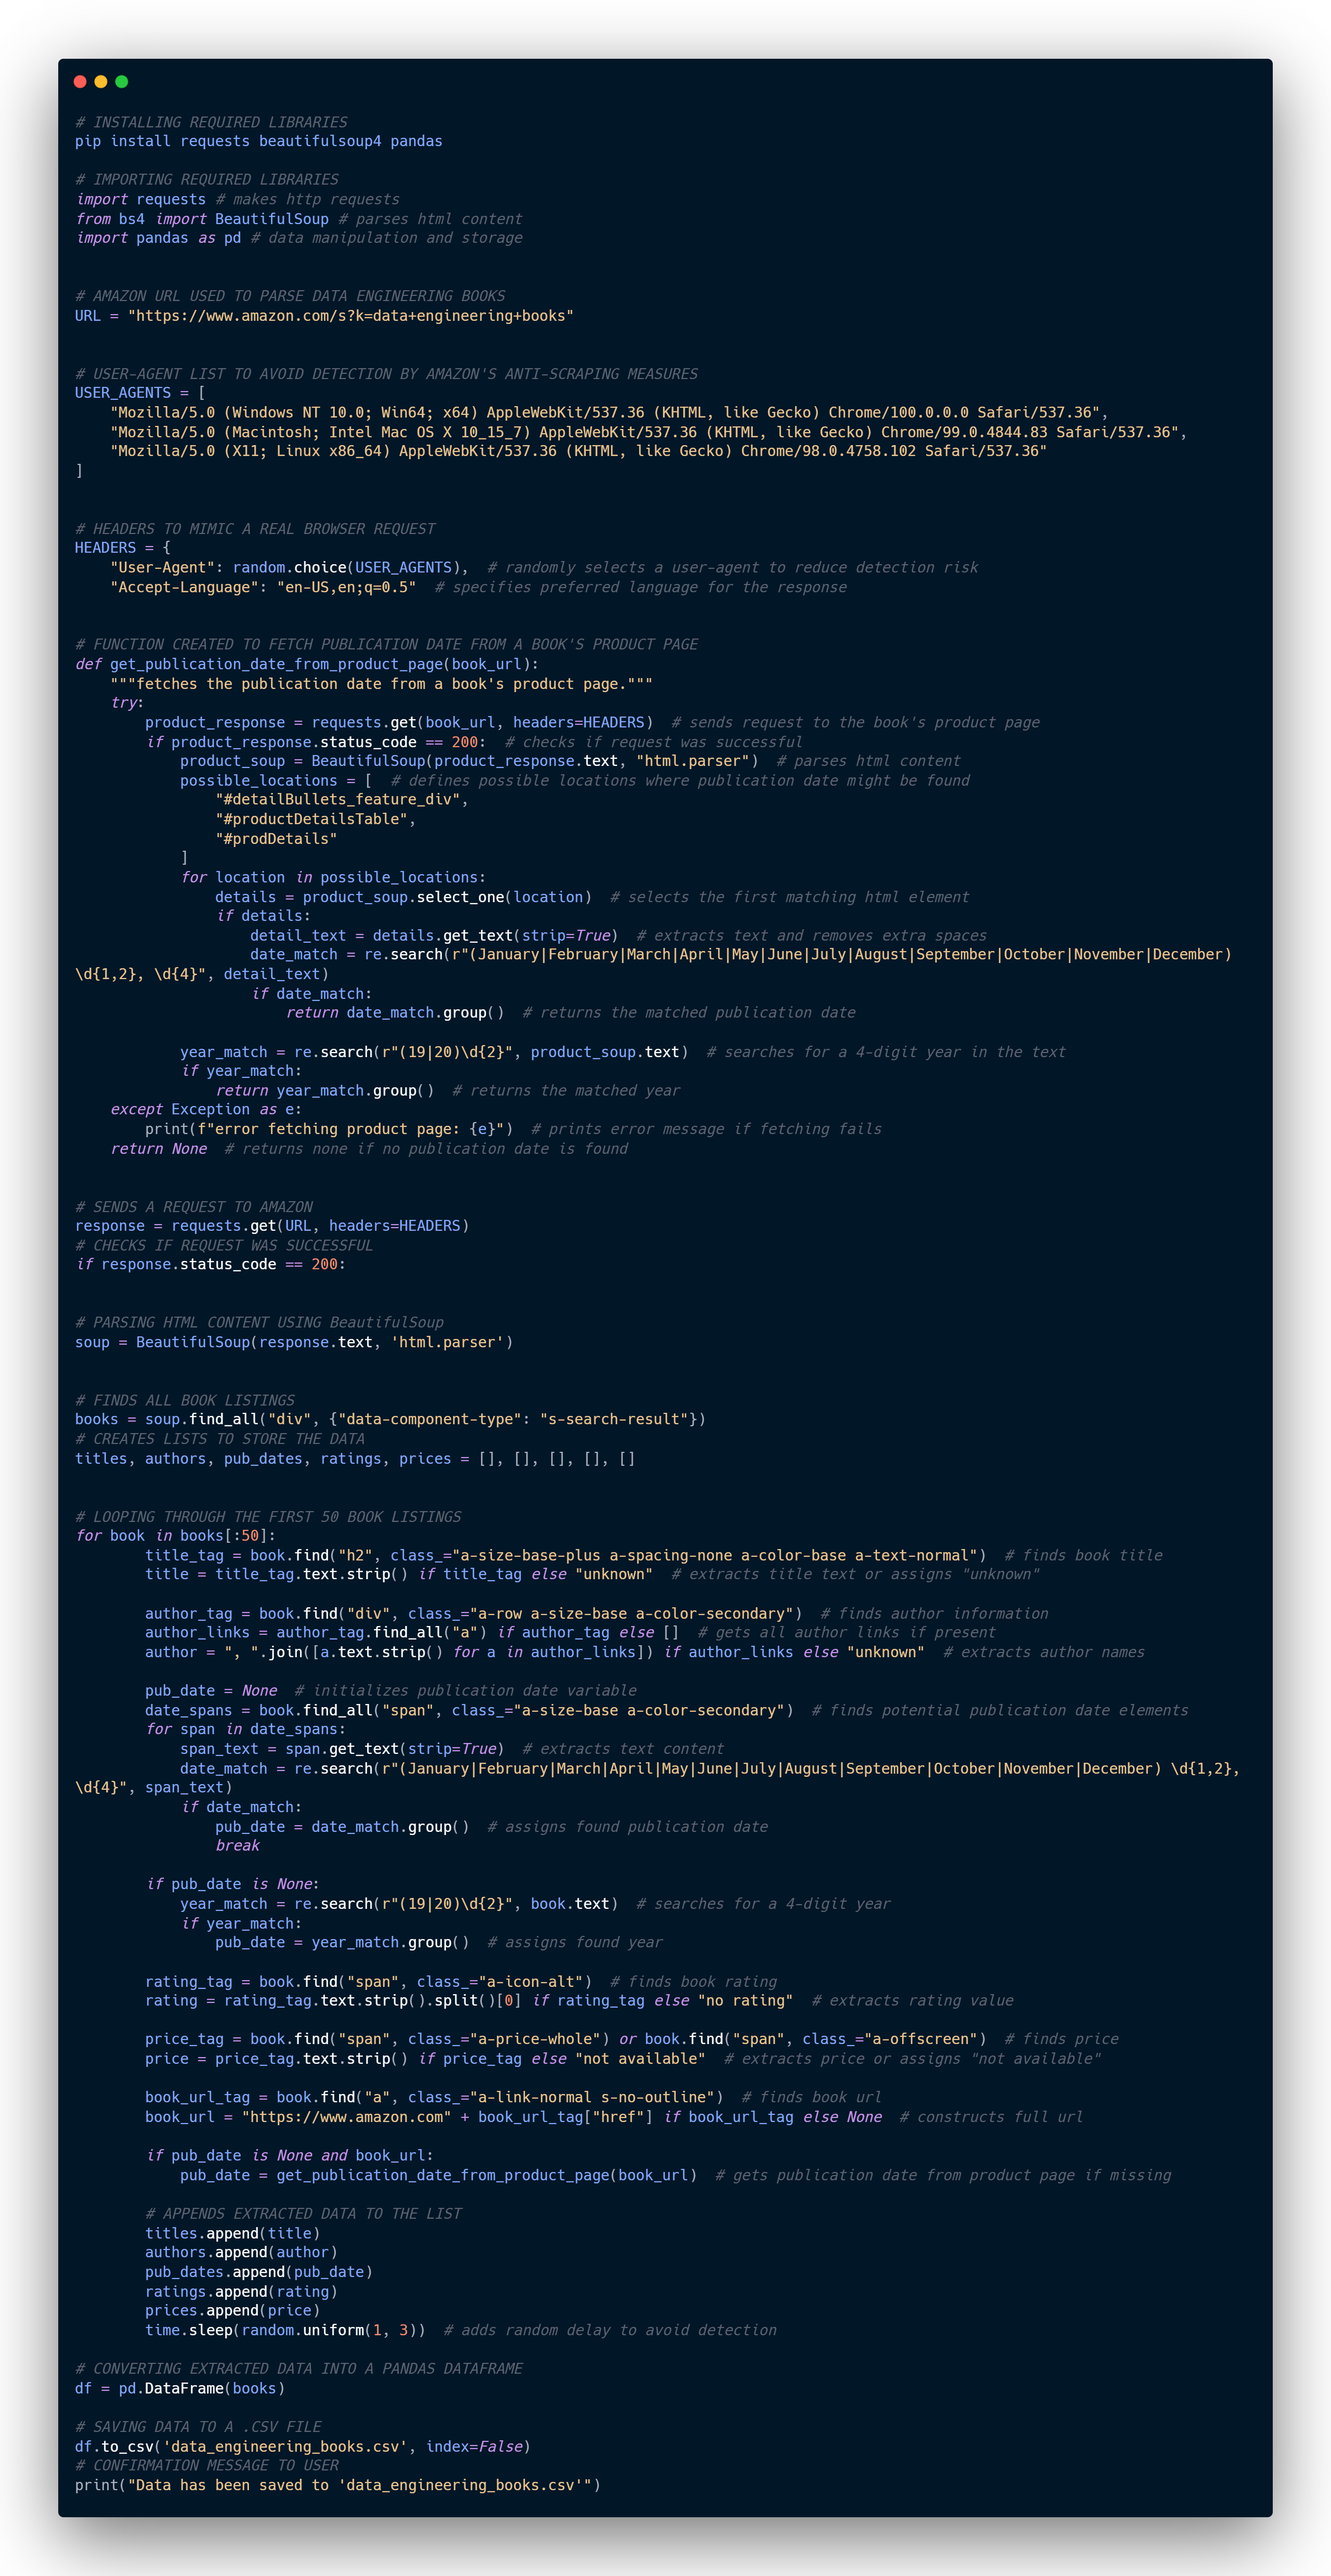 # INSTALLING REQUIRED LIBRARIES
pip install requests beautifulsoup4 pandas

# IMPORTING REQUIRED LIBRARIES
import requests # makes http requests
from bs4 import BeautifulSoup # parses html content
import pandas as pd # data manipulation and storage


# AMAZON URL USED TO PARSE DATA ENGINEERING BOOKS
URL = "https://www.amazon.com/s?k=data+engineering+books"


# USER-AGENT LIST TO AVOID DETECTION BY AMAZON'S ANTI-SCRAPING MEASURES
USER_AGENTS = [
    "Mozilla/5.0 (Windows NT 10.0; Win64; x64) AppleWebKit/537.36 (KHTML, like Gecko) Chrome/100.0.0.0 Safari/537.36",
    "Mozilla/5.0 (Macintosh; Intel Mac OS X 10_15_7) AppleWebKit/537.36 (KHTML, like Gecko) Chrome/99.0.4844.83 Safari/537.36",
    "Mozilla/5.0 (X11; Linux x86_64) AppleWebKit/537.36 (KHTML, like Gecko) Chrome/98.0.4758.102 Safari/537.36"
]


# HEADERS TO MIMIC A REAL BROWSER REQUEST
HEADERS = {
    "User-Agent": random.choice(USER_AGENTS),  # randomly selects a user-agent to reduce detection risk
    "Accept-Language": "en-US,en;q=0.5"  # specifies preferred language for the response


# FUNCTION CREATED TO FETCH PUBLICATION DATE FROM A BOOK'S PRODUCT PAGE
def get_publication_date_from_product_page(book_url):
    """fetches the publication date from a book's product page."""
    try:
        product_response = requests.get(book_url, headers=HEADERS)  # sends request to the book's product page
        if product_response.status_code == 200:  # checks if request was successful
            product_soup = BeautifulSoup(product_response.text, "html.parser")  # parses html content
            possible_locations = [  # defines possible locations where publication date might be found
                "#detailBullets_feature_div",
                "#productDetailsTable",
                "#prodDetails"
            ]
            for location in possible_locations:
                details = product_soup.select_one(location)  # selects the first matching html element
                if details:
                    detail_text = details.get_text(strip=True)  # extracts text and removes extra spaces
                    date_match = re.search(r"(January|February|March|April|May|June|July|August|September|October|November|December)
\d{1,2}, \d{4}", detail_text)
                    if date_match:
                        return date_match.group()  # returns the matched publication date

            year_match = re.search(r"(19|20)\d{2}", product_soup.text)  # searches for a 4-digit year in the text
            if year_match:
                return year_match.group()  # returns the matched year
    except Exception as e:
        print(f"error fetching product page: {e}")  # prints error message if fetching fails
    return None  # returns none if no publication date is found


# SENDS A REQUEST TO AMAZON
response = requests.get(URL, headers=HEADERS)
# CHECKS IF REQUEST WAS SUCCESSFUL
if response.status_code == 200:


# PARSING HTML CONTENT USING BeautifulSoup
soup = BeautifulSoup(response.text, 'html.parser')


# FINDS ALL BOOK LISTINGS
books = soup.find_all("div", {"data-component-type": "s-search-result"})
# CREATES LISTS TO STORE THE DATA
titles, authors, pub_dates, ratings, prices = [], [], [], [], []


# LOOPING THROUGH THE FIRST 50 BOOK LISTINGS
for book in books[:50]:
        title_tag = book.find("h2", class_="a-size-base-plus a-spacing-none a-color-base a-text-normal")  # finds book title
        title = title_tag.text.strip() if title_tag else "unknown"  # extracts title text or assigns "unknown"

        author_tag = book.find("div", class_="a-row a-size-base a-color-secondary")  # finds author information
        author_links = author_tag.find_all("a") if author_tag else []  # gets all author links if present
        author = ", ".join([a.text.strip() for a in author_links]) if author_links else "unknown"  # extracts author names

        pub_date = None  # initializes publication date variable
        date_spans = book.find_all("span", class_="a-size-base a-color-secondary")  # finds potential publication date elements
        for span in date_spans:
            span_text = span.get_text(strip=True)  # extracts text content
            date_match = re.search(r"(January|February|March|April|May|June|July|August|September|October|November|December) \d{1,2},
\d{4}", span_text)
            if date_match:
                pub_date = date_match.group()  # assigns found publication date
                break

        if pub_date is None:
            year_match = re.search(r"(19|20)\d{2}", book.text)  # searches for a 4-digit year
            if year_match:
                pub_date = year_match.group()  # assigns found year

        rating_tag = book.find("span", class_="a-icon-alt")  # finds book rating
        rating = rating_tag.text.strip().split()[0] if rating_tag else "no rating"  # extracts rating value

        price_tag = book.find("span", class_="a-price-whole") or book.find("span", class_="a-offscreen")  # finds price
        price = price_tag.text.strip() if price_tag else "not available"  # extracts price or assigns "not available"

        book_url_tag = book.find("a", class_="a-link-normal s-no-outline")  # finds book url
        book_url = "https://www.amazon.com" + book_url_tag["href"] if book_url_tag else None  # constructs full url

        if pub_date is None and book_url:
            pub_date = get_publication_date_from_product_page(book_url)  # gets publication date from product page if missing

        # APPENDS EXTRACTED DATA TO THE LIST
        titles.append(title)
        authors.append(author)
        pub_dates.append(pub_date)
        ratings.append(rating)
        prices.append(price)
        time.sleep(random.uniform(1, 3))  # adds random delay to avoid detection

# CONVERTING EXTRACTED DATA INTO A PANDAS DATAFRAME
df = pd.DataFrame(books)

# SAVING DATA TO A .CSV FILE
df.to_csv('data_engineering_books.csv', index=False)
# CONFIRMATION MESSAGE TO USER
print("Data has been saved to 'data_engineering_books.csv'")